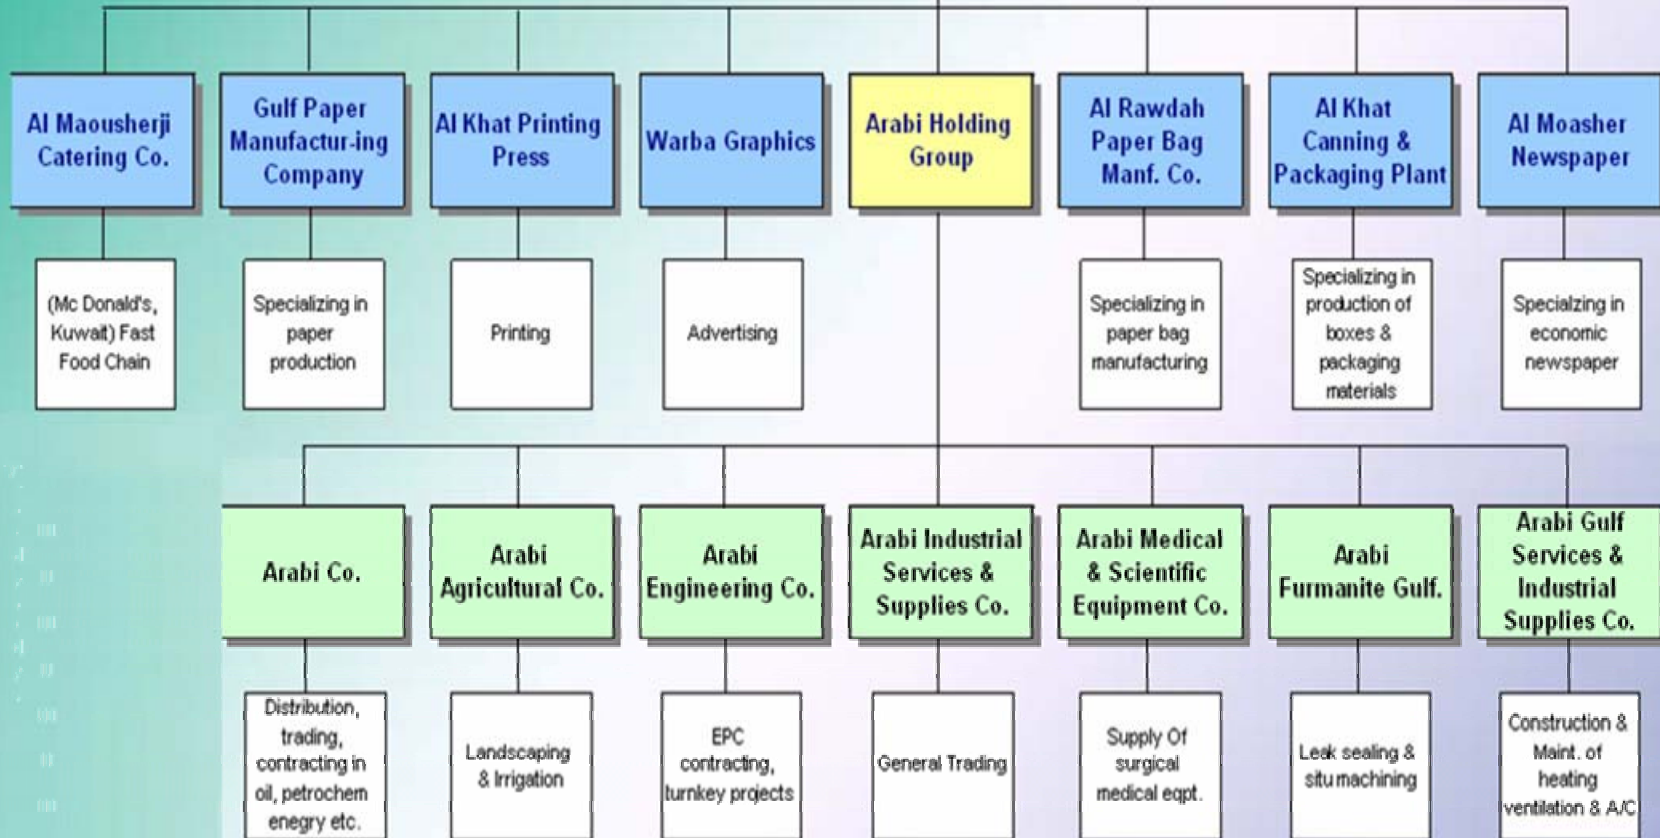 Al Maousherji
Catering Co.
Gulf Paper
Manufactur-ing
Company
Al Khat Printing
Press
Warba Graphics
Arabi Holding
Group
Al Rawdah
Paper Bag
Manf. Co.
Al Khat
Canning &
Packaging Plant
Al Moasher
Newspaper
(Mc Donald's,
Kuwait) Fast
Food Chain
Specializing in
paper
production
Printing
Advertising
Specializing in
paper bag
manufacturing
Specializing in
production of
boxes &
packaging
materials
Specialzing in
economic
newspaper
Arabi Co.
Arabi
Agricultural Co.
Arabi
Engineering Co.
Arabi Industrial
Services &
Supplies Co.
Arabi Medical
& Scientific
Equipment Co.
Arabi
Furmanite Gulf.
Arabi Gulf
Services &
Industrial
Supplies Co.
Distribution,
trading,
contracting in
oil, petrochem
enegry etc.
Landscaping
& Irrigation
EPC
contracting,
turnkey projects
General Trading
Supply Of
surgical
medical eqpt.
Leak sealing &
situ machining
Construction &
Maint. of
heating
ventilation & A/C